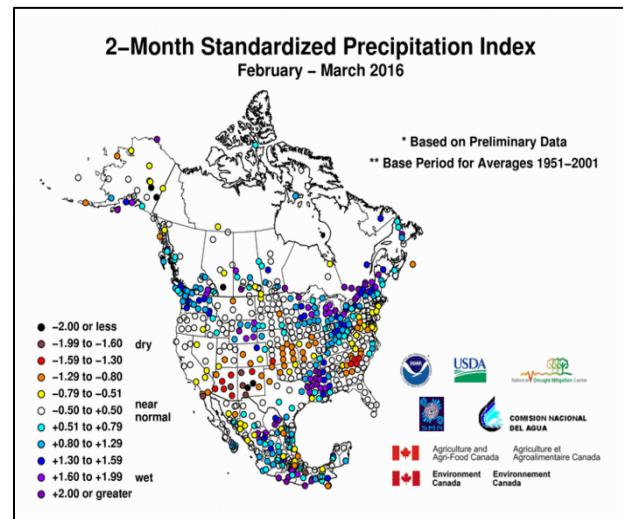 2-Month Standardized Precipitation Index
February - March 2016
* Based on Preliminary Data
** Base Period for Averages 1951-2001
-2.00 or less
-1.99 to -1.60 dry
-1.59 to -1.30
-1.29 to -0.80
-0.79 to -0.51
-0.50 to +0.50 near normal
+0.51 to +0.79
+0.80 to +1.29
+1.30 to +1.59
+1.60 to +1.99 wet
+2.00 or greater
NOAA
USDA
National Drought Mitigation Center
SMN
COMISION NACIONAL
DEL AGUA
Agriculture and Agriculture et
Agri-Food Canada Agroalimentaire Canada
Environment Environnement
Canada Canada